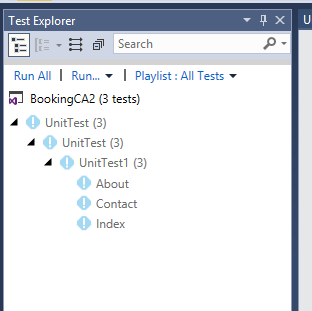 Test Explorer
Search
Run All | Run... | Playlist : All Tests
BookingCA2 (3 tests)
UnitTest (3)
UnitTest (3)
UnitTest1 (3)
About
Contact
Index
U